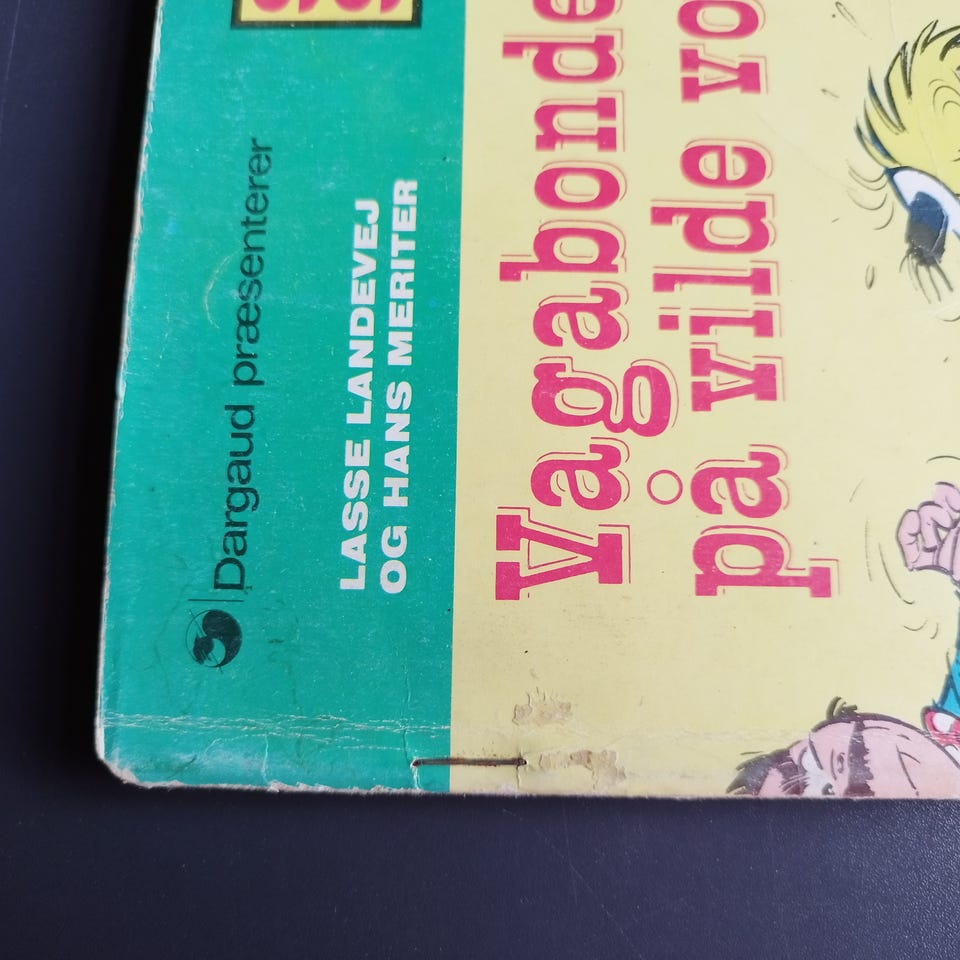 Dargaud præsenterer
LASSE LANDEVEJ
OG HANS MERITER
Vagabonde
på vilde vo